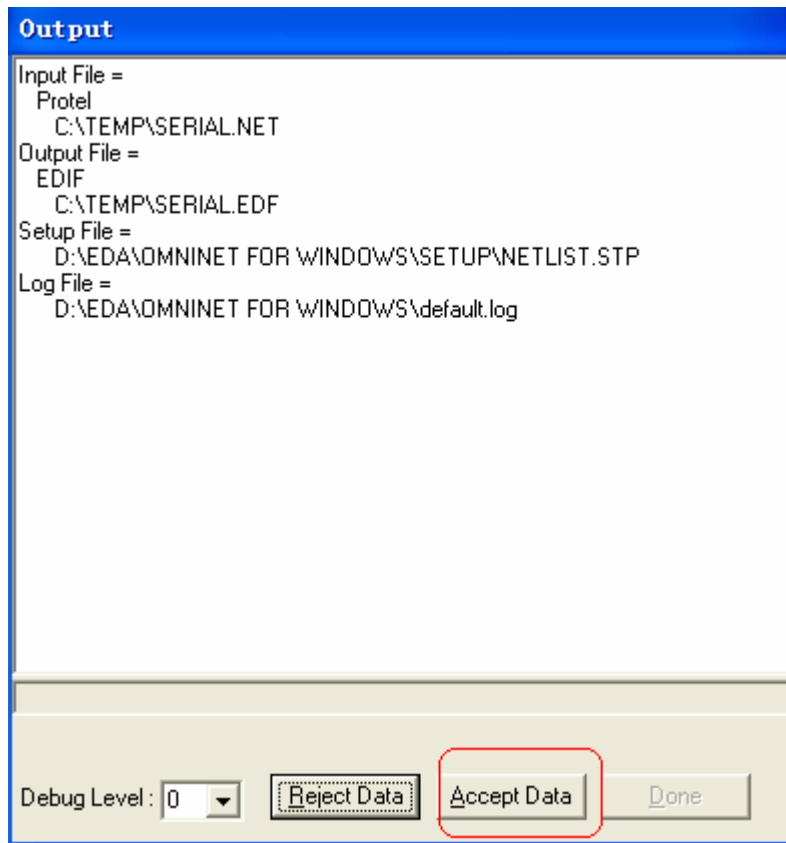 Output
Input File =
Protel
C:\TEMP\SERIAL.NET
Output File =
EDIF
C:\TEMP\SERIAL.EDF
Setup File =
D:\EDA\OMNINET FOR WINDOWS\SETUP\NETLIST.STP
Log File =
D:\EDA\OMNINET FOR WINDOWS\default.log
Debug Level : 0 Reject Data Accept Data Done